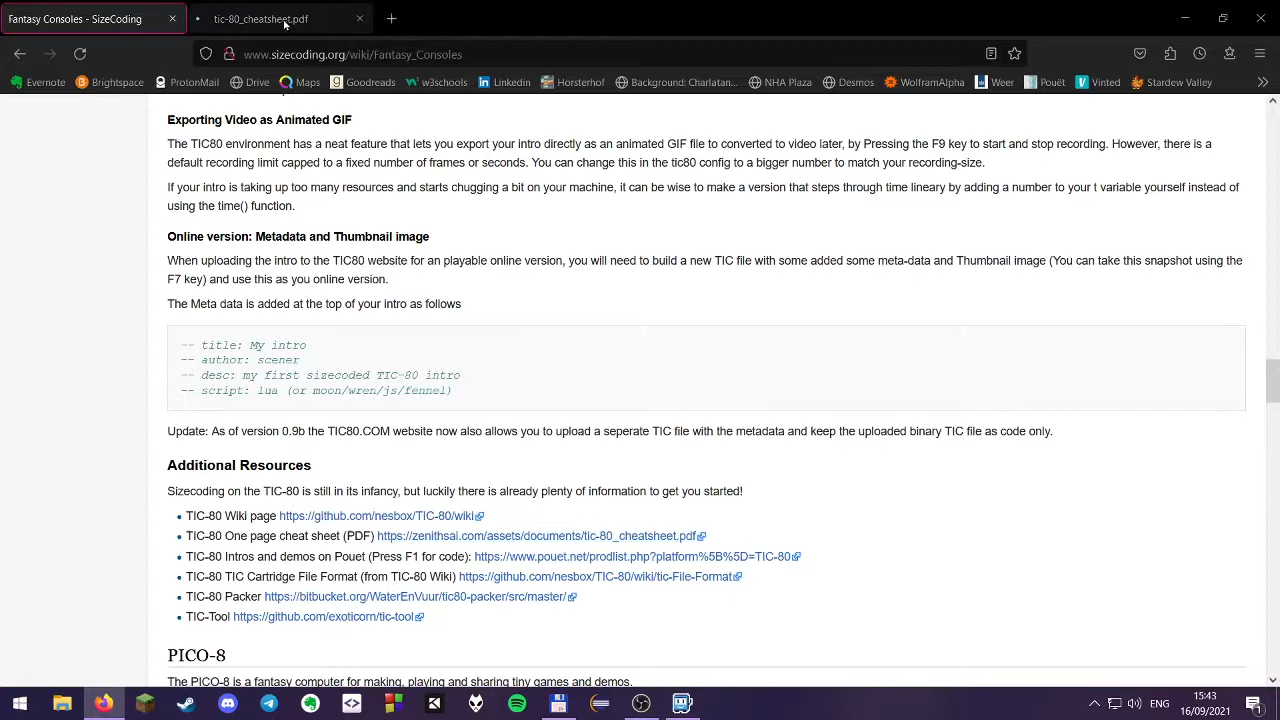 Fantasy Consoles - SizeCoding
tic-80_cheatsheet.pdf
www.sizecoding.org/wiki/Fantasy_Consoles
Evernote Brightspace ProtonMail Drive Maps Goodreads w3schools Linkedin Horsterhof Background: Charlatan... NHA Plaza Desmos WolframAlpha Weer Pouët Vinted Stardew Valley
Exporting Video as Animated GIF
The TIC80 environment has a neat feature that lets you export your intro directly as an animated GIF file to converted to video later, by Pressing the F9 key to start and stop recording. However, there is a
default recording limit capped to a fixed number of frames or seconds. You can change this in the tic80 config to a bigger number to match your recording-size.
If your intro is taking up too many resources and starts chugging a bit on your machine, it can be wise to make a version that steps through time lineary by adding a number to your t variable yourself instead of
using the time() function.
Online version: Metadata and Thumbnail image
When uploading the intro to the TIC80 website for an playable online version, you will need to build a new TIC file with some added some meta-data and Thumbnail image (You can take this snapshot using the
F7 key) and use this as you online version.
The Meta data is added at the top of your intro as follows
-- title: My intro
-- author: scener
-- desc: my first sizecoded TIC-80 intro
-- script: lua (or moon/wren/js/fennel)
Update: As of version 0.9b the TIC80.COM website now also allows you to upload a seperate TIC file with the metadata and keep the uploaded binary TIC file as code only.
Additional Resources
Sizecoding on the TIC-80 is still in its infancy, but luckily there is already plenty of information to get you started!
• TIC-80 Wiki page https://github.com/nesbox/TIC-80/wiki
• TIC-80 One page cheat sheet (PDF) https://zenithsal.com/assets/documents/tic-80_cheatsheet.pdf
• TIC-80 Intros and demos on Pouet (Press F1 for code): https://www.pouet.net/prodlist.php?platform%5B%5D=TIC-80
• TIC-80 TIC Cartridge File Format (from TIC-80 Wiki) https://github.com/nesbox/TIC-80/wiki/tic-File-Format
• TIC-80 Packer https://bitbucket.org/WaterEnVuur/tic80-packer/src/master/
• TIC-Tool https://github.com/exoticorn/tic-tool
PICO-8
The PICO-8 is a fantasy computer for making, playing and sharing tiny games and demos.
ENG
15:43
16/09/2021